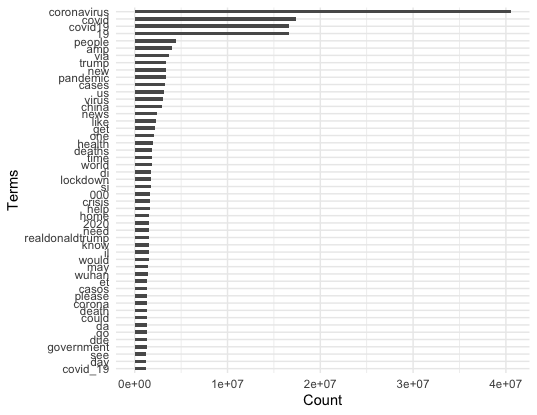 coronavirus
covid
covid19
19
people
amp
via
trump
new
pandemic
cases
us
virus
china
news
like
get
one
health
deaths
time
world
di
lockdown
si
000
crisis
help
home
2020
need
realdonaldtrump
know
il
would
may
wuhan
et
casos
please
corona
death
could
da
go
dde
government
see
day
covid_19
Terms
0e+00 1e+07 2e+07 3e+07 4e+07
Count